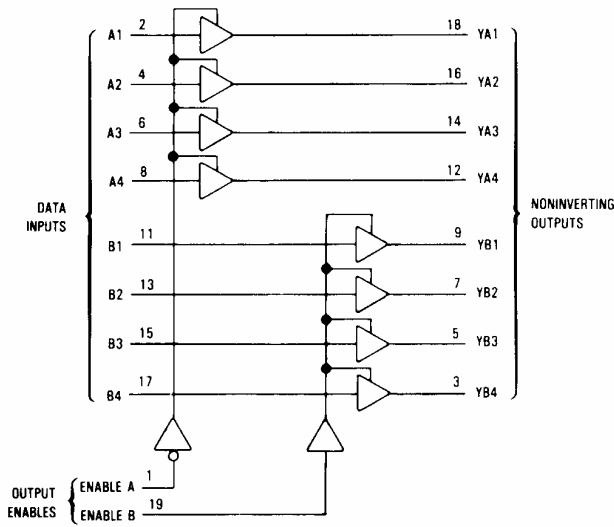 A1 2 18 YA1
A2 4 16 YA2
A3 6 14 YA3
A4 8 12 YA4
DATA
INPUTS
NONINVERTING
OUTPUTS
B1 11 9 YB1
B2 13 7 YB2
B3 15 5 YB3
B4 17 3 YB4
OUTPUT
ENABLES
ENABLE A 1
ENABLE B 19